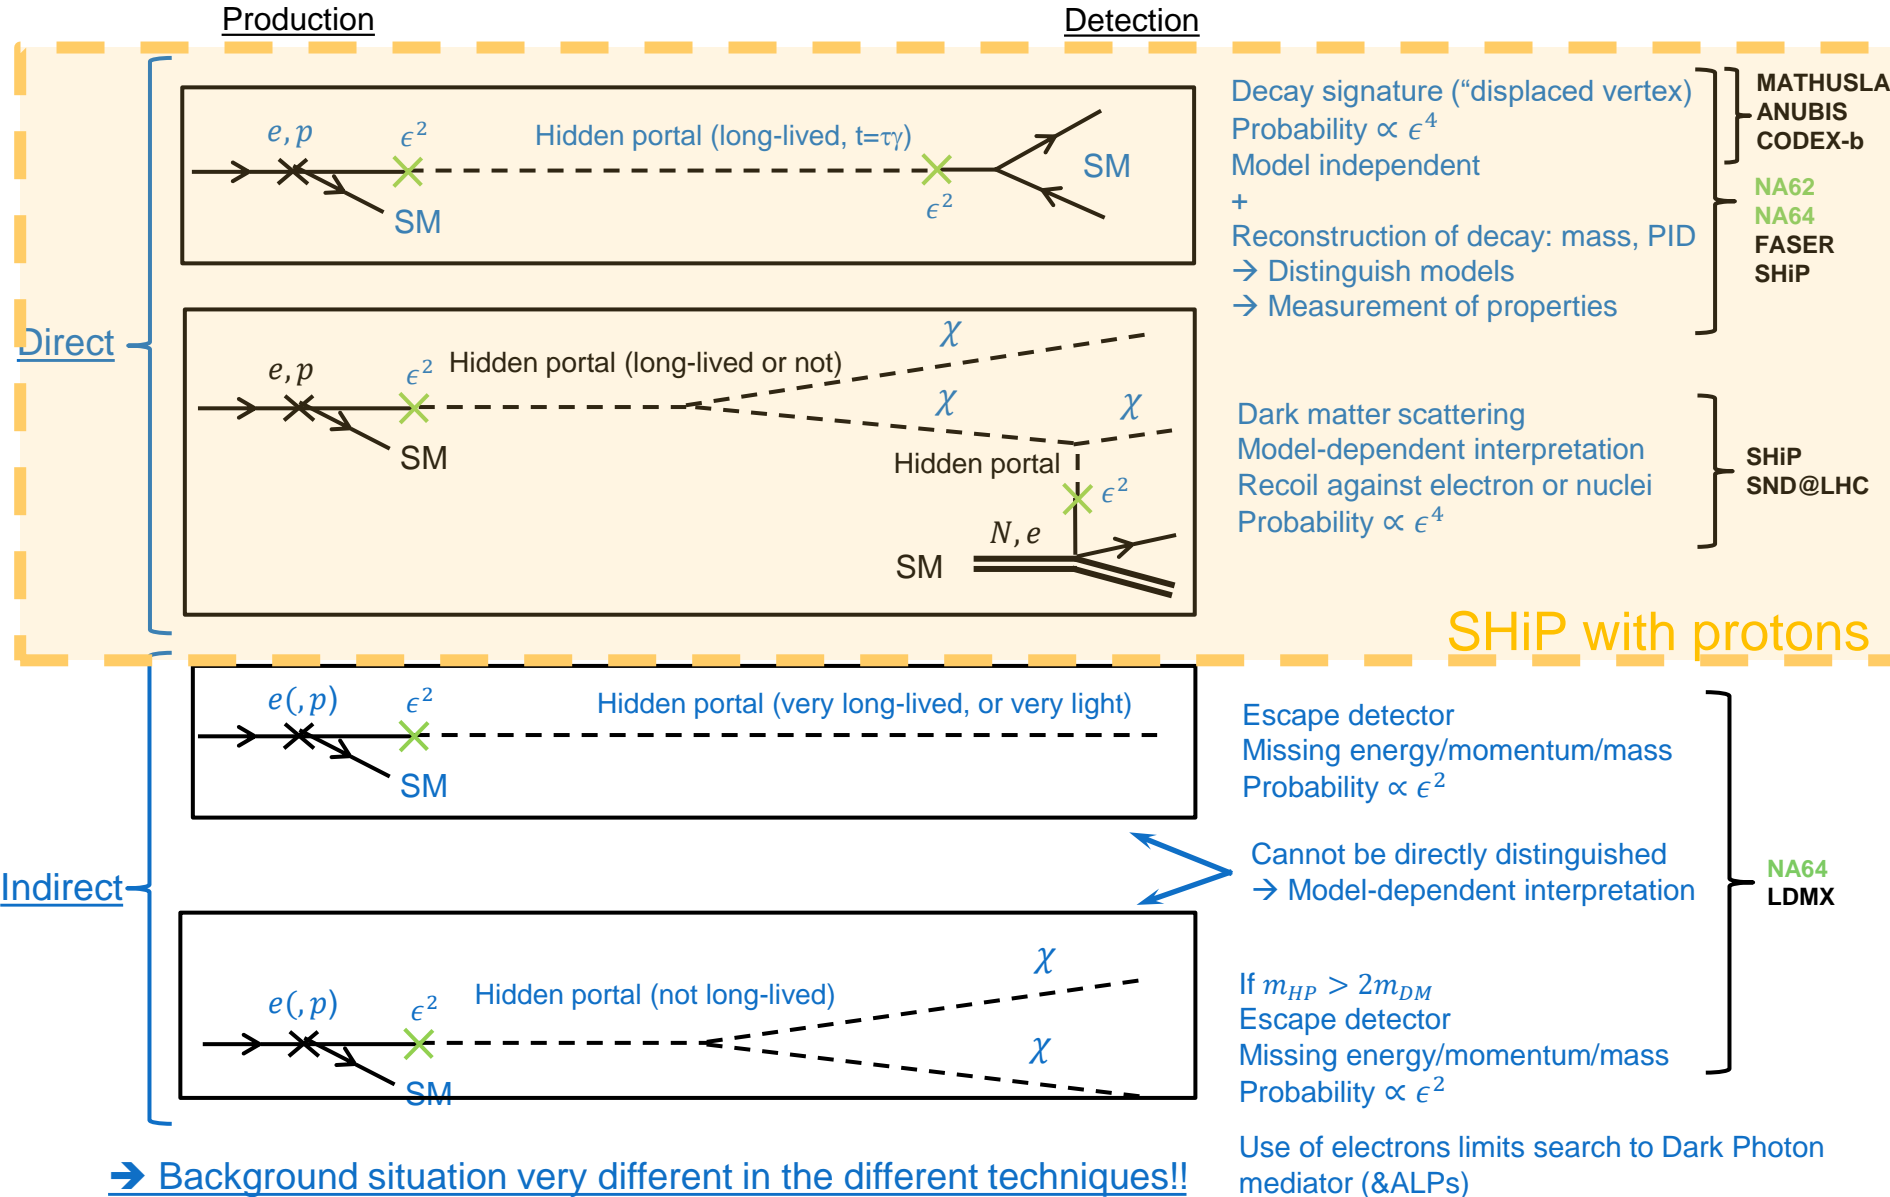 Production
Detection
Direct
e, p
ϵ²
Hidden portal (long-lived, t=τγ)
SM
ϵ²
SM
Decay signature (“displaced vertex)
Probability ∝ ϵ⁴
Model independent
+
Reconstruction of decay: mass, PID
→ Distinguish models
→ Measurement of properties
MATHUSLA
ANUBIS
CODEX-b
NA62
NA64
FASER
SHiP
e, p
ϵ²
Hidden portal (long-lived or not)
χ
χ
χ
SM
Hidden portal
ϵ²
N, e
SM
Dark matter scattering
Model-dependent interpretation
Recoil against electron or nuclei
Probability ∝ ϵ⁴
SHiP
SND@LHC
SHiP with protons
Indirect
e(, p)
ϵ²
Hidden portal (very long-lived, or very light)
SM
Escape detector
Missing energy/momentum/mass
Probability ∝ ϵ²
Cannot be directly distinguished
→ Model-dependent interpretation
NA64
LDMX
e(, p)
ϵ²
Hidden portal (not long-lived)
χ
χ
SM
If m_HP > 2m_DM
Escape detector
Missing energy/momentum/mass
Probability ∝ ϵ²
Use of electrons limits search to Dark Photon
mediator (&ALPs)
➔ Background situation very different in the different techniques!!